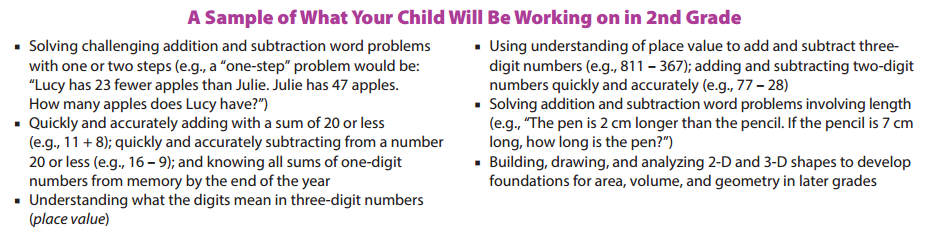 A Sample of What Your Child Will Be Working on in 2nd Grade
▪ Solving challenging addition and subtraction word problems
with one or two steps (e.g., a “one-step” problem would be:
“Lucy has 23 fewer apples than Julie. Julie has 47 apples.
How many apples does Lucy have?”)
▪ Quickly and accurately adding with a sum of 20 or less
(e.g., 11 + 8); quickly and accurately subtracting from a number
20 or less (e.g., 16 – 9); and knowing all sums of one-digit
numbers from memory by the end of the year
▪ Understanding what the digits mean in three-digit numbers
(place value)
▪ Using understanding of place value to add and subtract three-
digit numbers (e.g., 811 – 367); adding and subtracting two-digit
numbers quickly and accurately (e.g., 77 – 28)
▪ Solving addition and subtraction word problems involving length
(e.g., “The pen is 2 cm longer than the pencil. If the pencil is 7 cm
long, how long is the pen?”)
▪ Building, drawing, and analyzing 2-D and 3-D shapes to develop
foundations for area, volume, and geometry in later grades